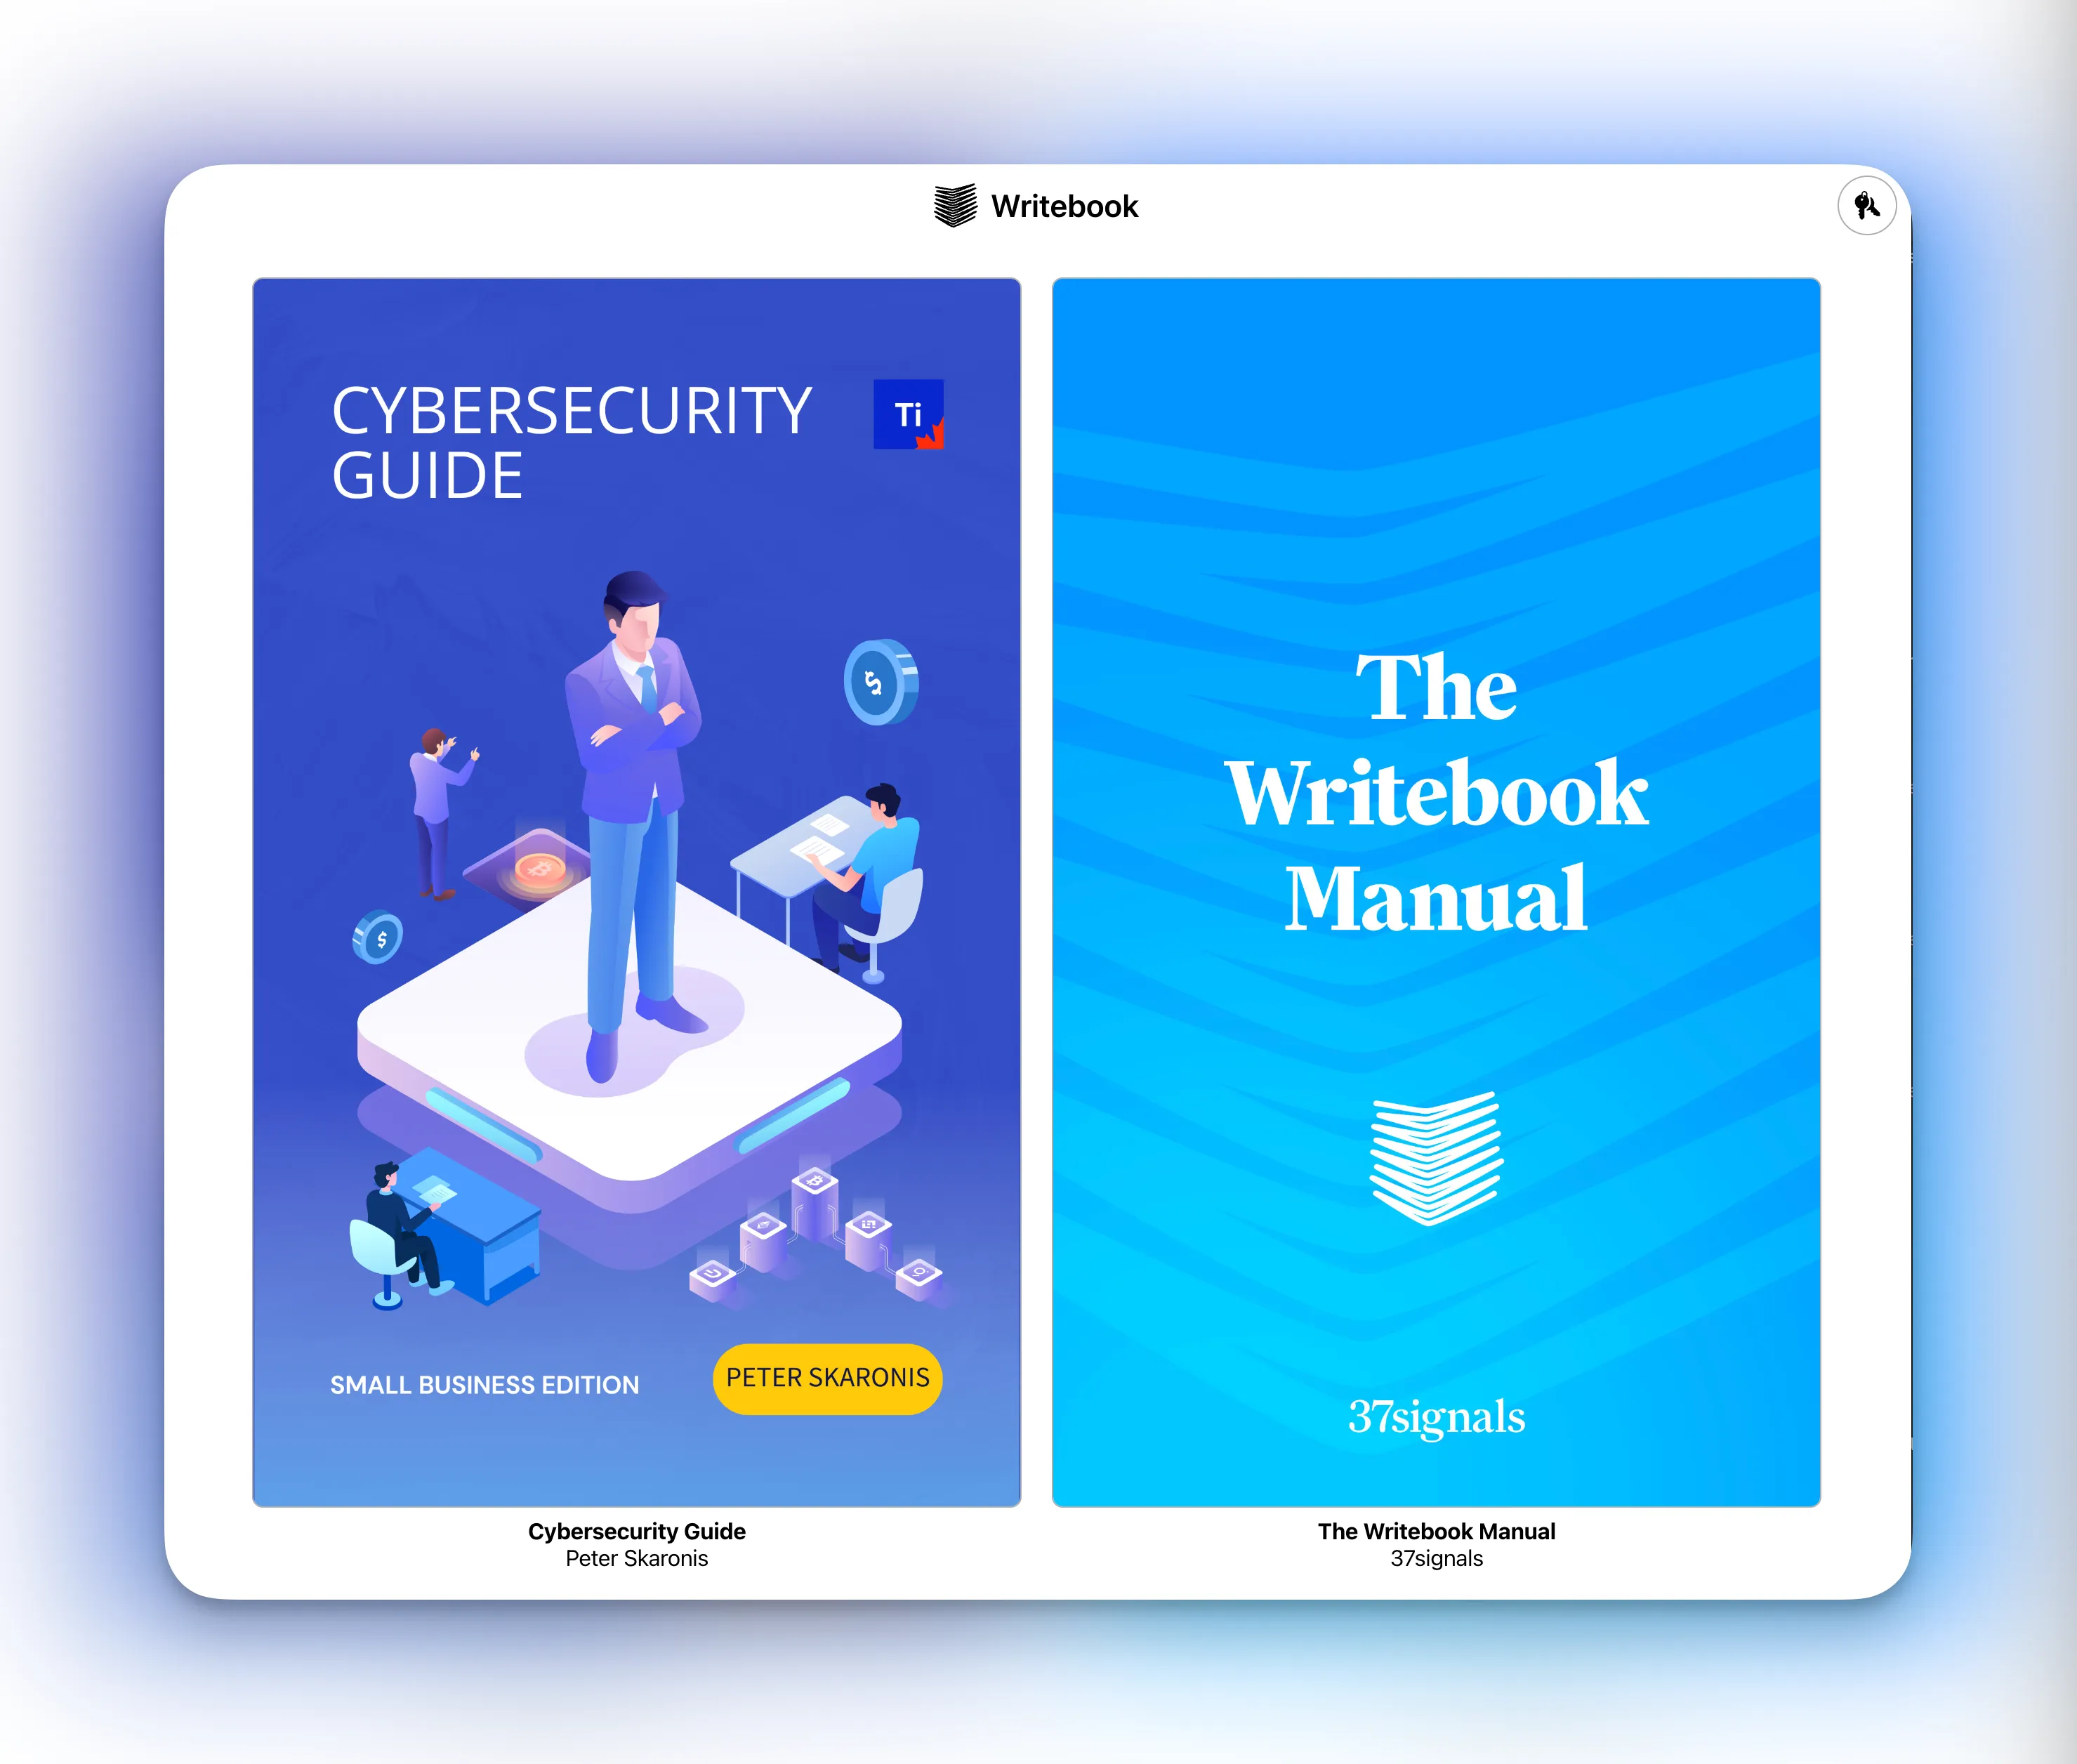 Writebook
CYBERSECURITY
GUIDE
Ti
$
$
SMALL BUSINESS EDITION
PETER SKARONIS
Cybersecurity Guide
Peter Skaronis
The
Writebook
Manual
37signals
The Writebook Manual
37signals